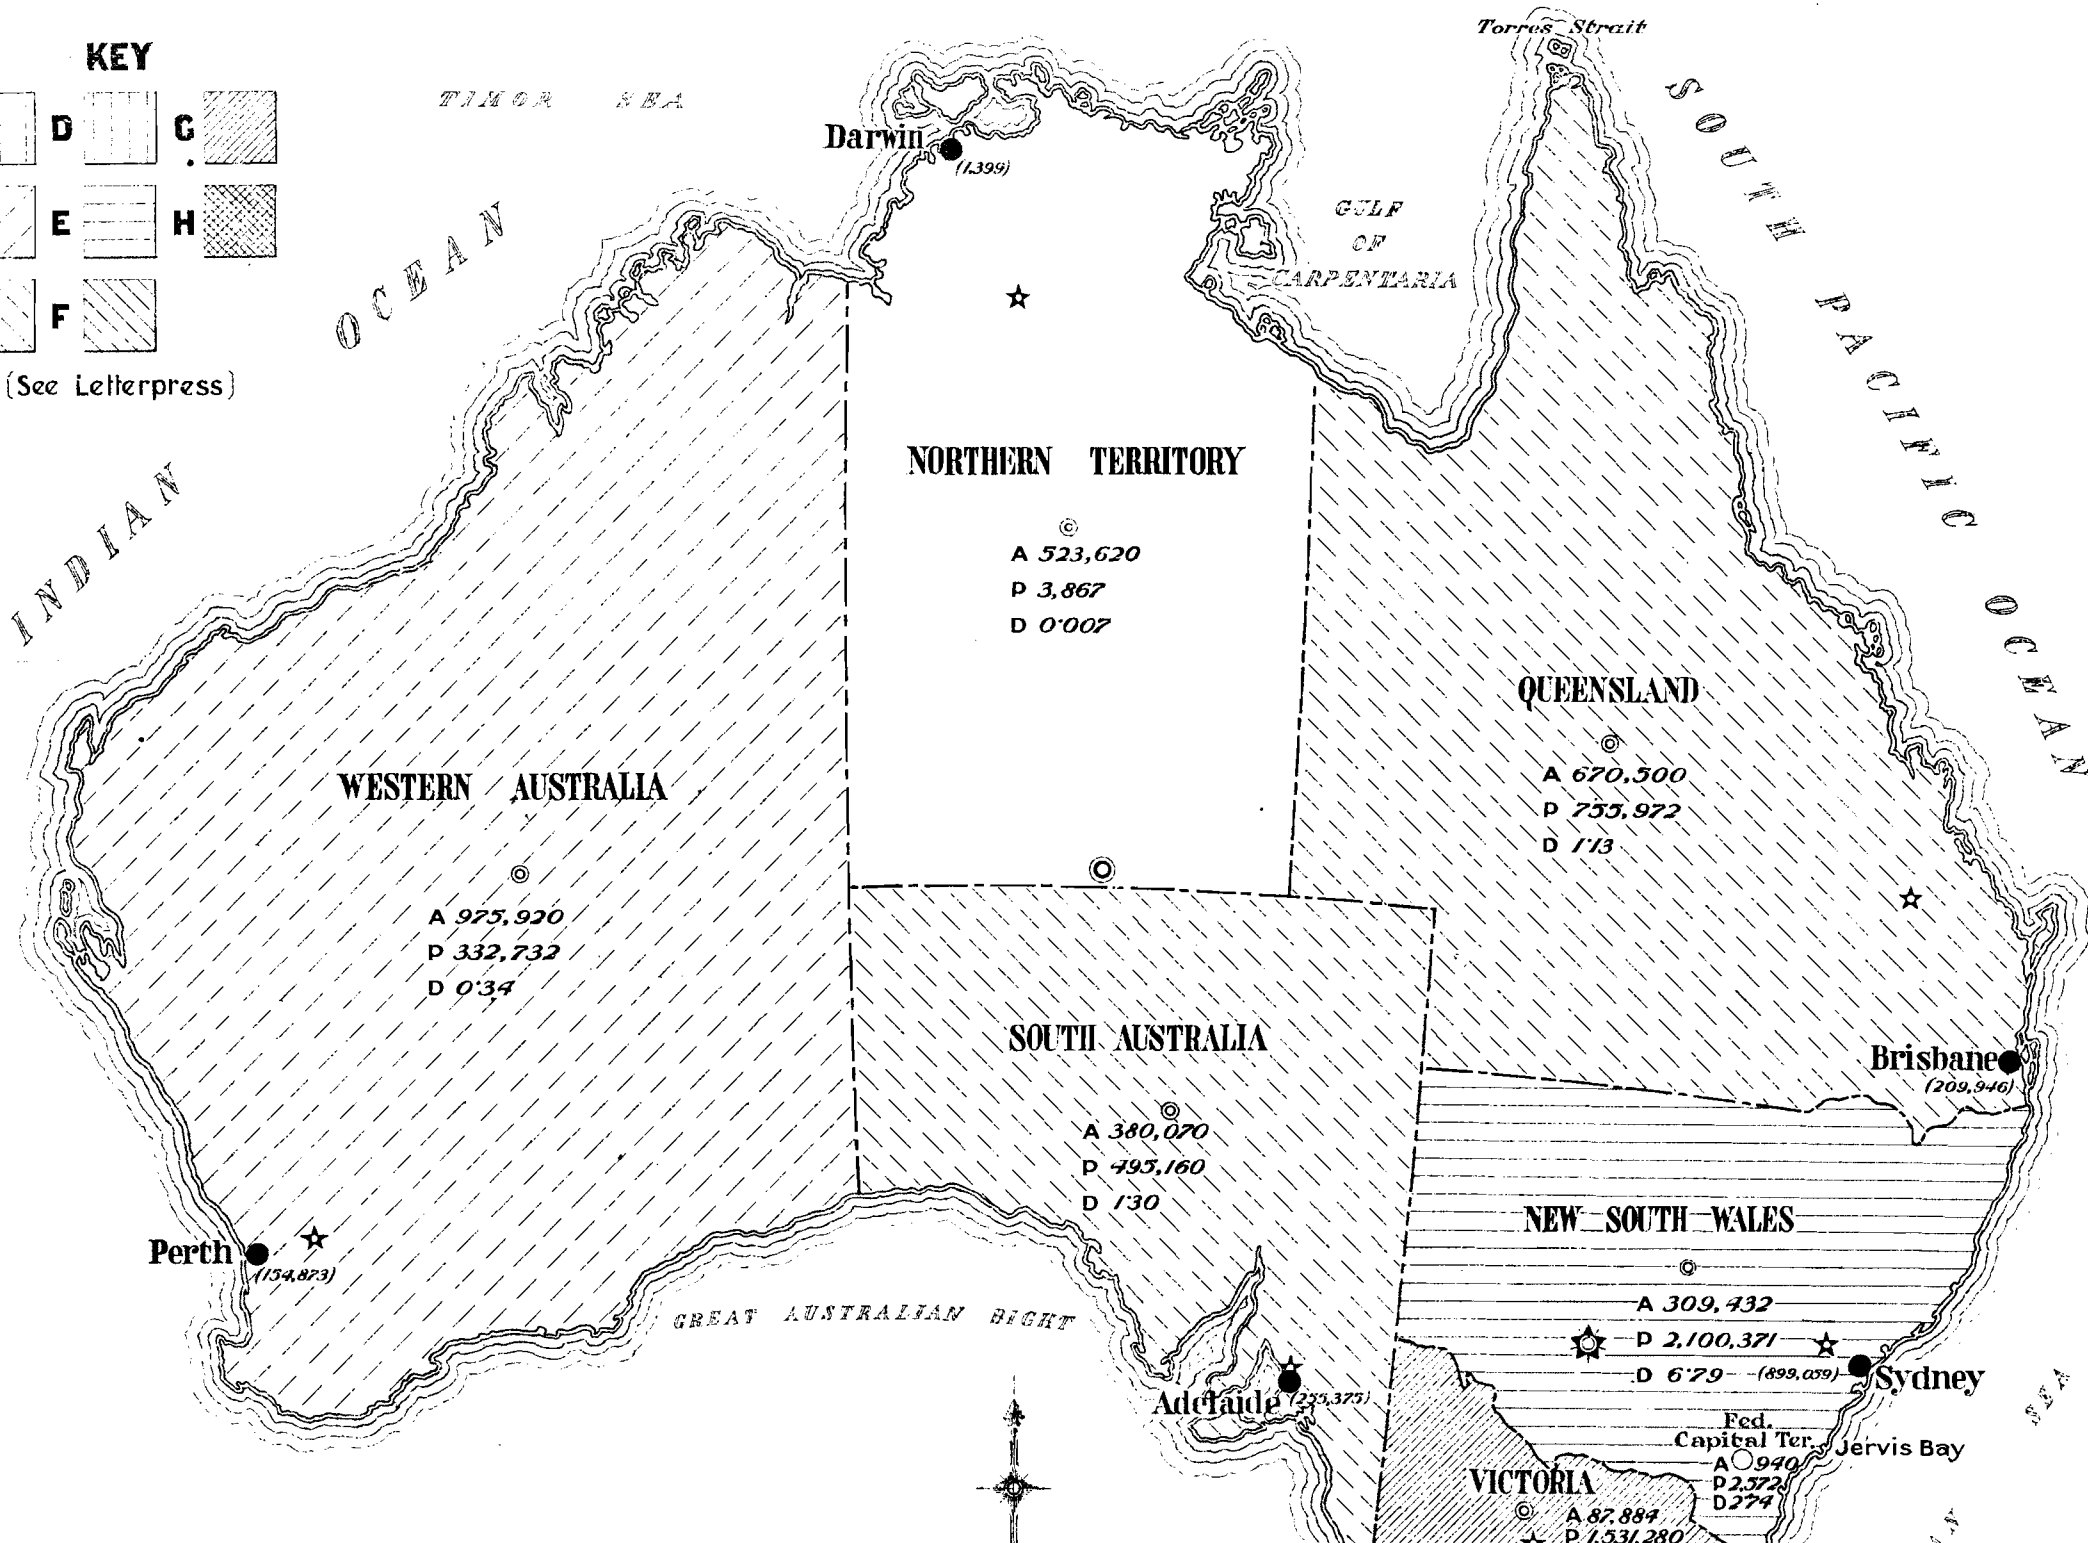 KEY
D
G
E
H
F
(See Letterpress)
TIMOR SEA
Torres Strait
INDIAN OCEAN
SOUTH PACIFIC OCEAN
GULF
OF
CARPENTARIA
Darwin
(1,399)
NORTHERN TERRITORY
©
A 523,620
P 3,867
D 0·007
QUEENSLAND
A 670,500
P 755,972
D 1·13
WESTERN AUSTRALIA
A 975,920
P 332,732
D 0·34
SOUTH AUSTRALIA
A 380,070
P 495,160
D 1·30
Brisbane
(209,946)
NEW SOUTH WALES
A 309,432
P 2,100,371
D 6·79
(899,059)
Sydney
Perth
(154,873)
GREAT AUSTRALIAN BIGHT
Adelaide
(255,375)
Fed.
Capital Ter.
A 940
P 2,572
D 2·74
Jervis Bay
SEA
VICTORIA
A 87,884
P 1,531,280